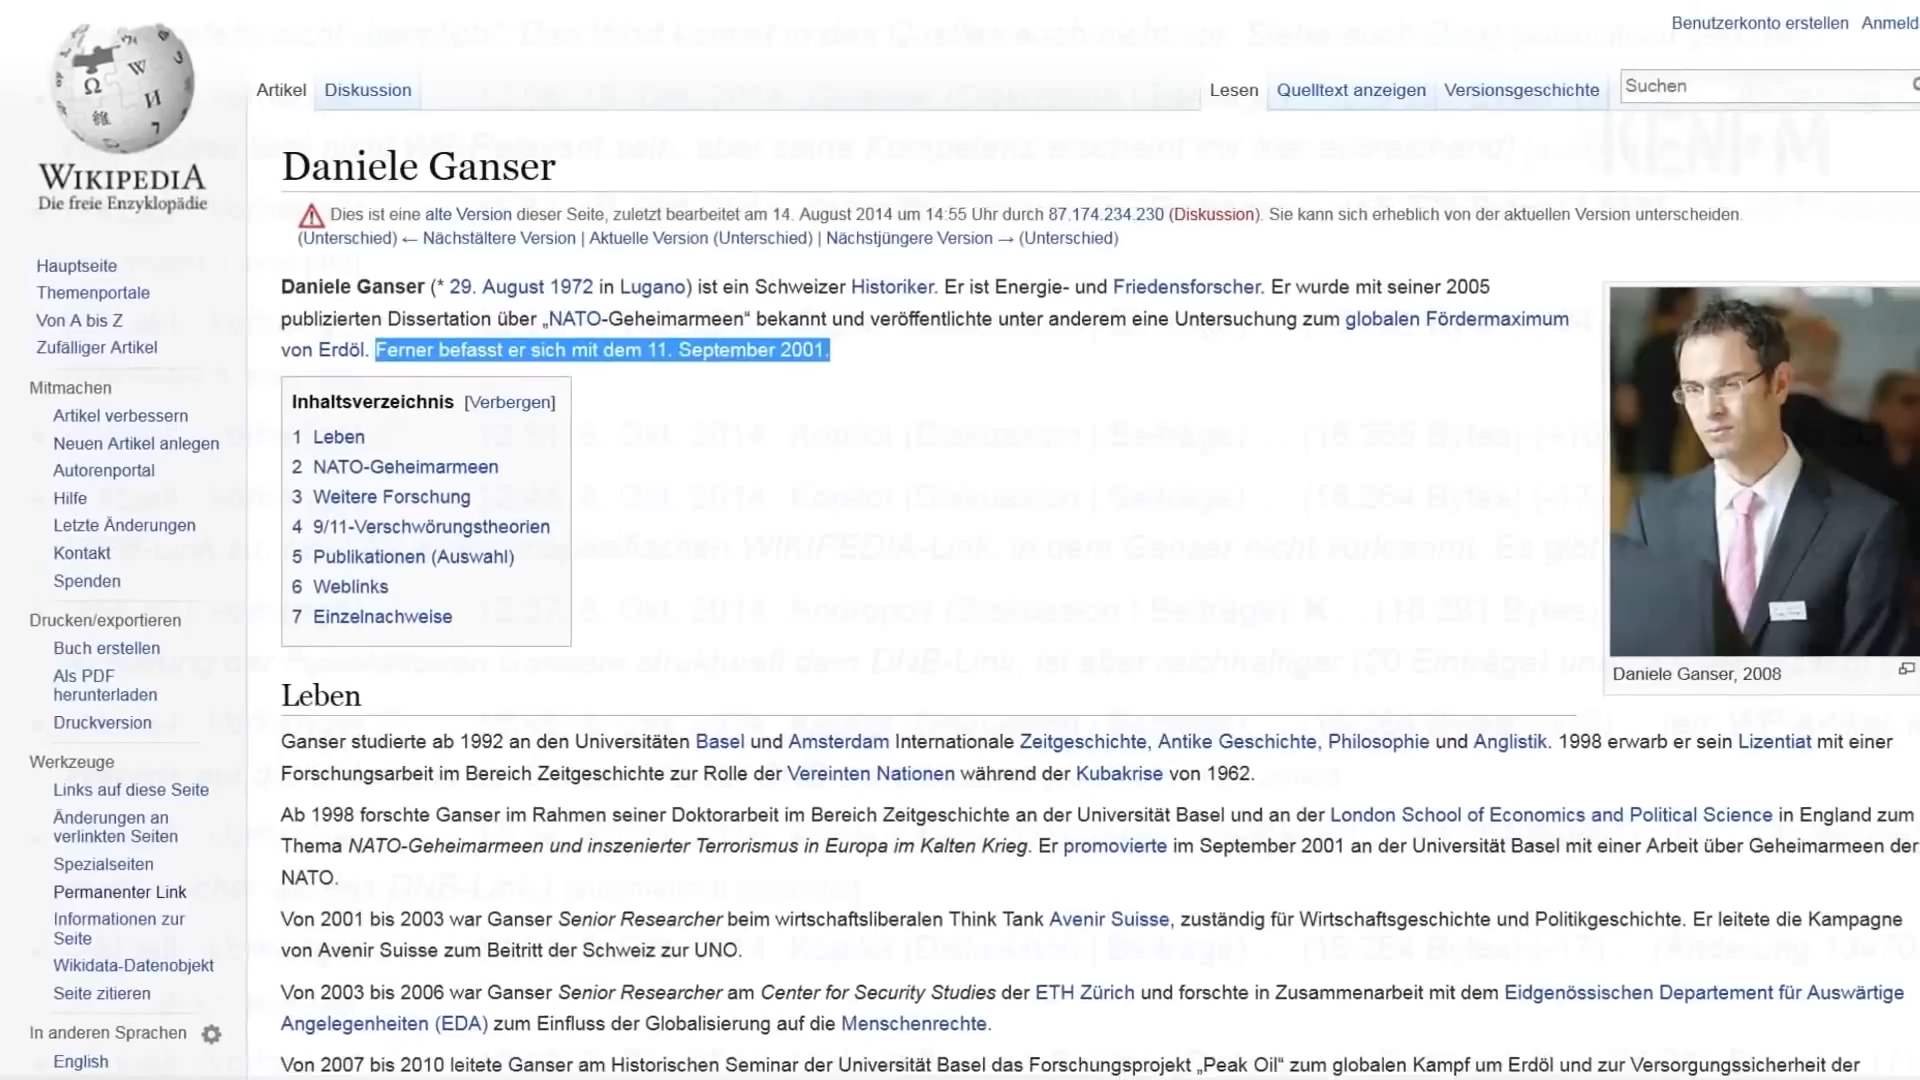 Benutzerkonto erstellen Anmeld
Artikel Diskussion Lesen Quelltext anzeigen Versionsgeschichte Suchen
KENFM
WIKIPEDIA
Die freie Enzyklopädie
Daniele Ganser
Dies ist eine alte Version dieser Seite, zuletzt bearbeitet am 14. August 2014 um 14:55 Uhr durch 87.174.234.230 (Diskussion). Sie kann sich erheblich von der aktuellen Version unterscheiden.
(Unterschied) ← Nächstältere Version | Aktuelle Version (Unterschied) | Nächstjüngere Version → (Unterschied)
Hauptseite
Themenportale
Von A bis Z
Zufälliger Artikel
Mitmachen
Artikel verbessern
Neuen Artikel anlegen
Autorenportal
Hilfe
Letzte Änderungen
Kontakt
Spenden
Drucken/exportieren
Buch erstellen
Als PDF
herunterladen
Druckversion
Werkzeuge
Links auf diese Seite
Änderungen an
verlinkten Seiten
Spezialseiten
Permanenter Link
Informationen zur
Seite
Wikidata-Datenobjekt
Seite zitieren
In anderen Sprachen
English
Daniele Ganser (* 29. August 1972 in Lugano) ist ein Schweizer Historiker. Er ist Energie- und Friedensforscher. Er wurde mit seiner 2005
publizierten Dissertation über „NATO-Geheimarmeen“ bekannt und veröffentlichte unter anderem eine Untersuchung zum globalen Fördermaximum
von Erdöl. Ferner befasst er sich mit dem 11. September 2001.
Inhaltsverzeichnis [Verbergen]
1 Leben
2 NATO-Geheimarmeen
3 Weitere Forschung
4 9/11-Verschwörungstheorien
5 Publikationen (Auswahl)
6 Weblinks
7 Einzelnachweise
Daniele Ganser, 2008
Leben
Ganser studierte ab 1992 an den Universitäten Basel und Amsterdam Internationale Zeitgeschichte, Antike Geschichte, Philosophie und Anglistik. 1998 erwarb er sein Lizentiat mit einer
Forschungsarbeit im Bereich Zeitgeschichte zur Rolle der Vereinten Nationen während der Kubakrise von 1962.
Ab 1998 forschte Ganser im Rahmen seiner Doktorarbeit im Bereich Zeitgeschichte an der Universität Basel und an der London School of Economics and Political Science in England zum
Thema NATO-Geheimarmeen und inszenierter Terrorismus in Europa im Kalten Krieg. Er promovierte im September 2001 an der Universität Basel mit einer Arbeit über Geheimarmeen der
NATO.
Von 2001 bis 2003 war Ganser Senior Researcher beim wirtschaftsliberalen Think Tank Avenir Suisse, zuständig für Wirtschaftsgeschichte und Politikgeschichte. Er leitete die Kampagne
von Avenir Suisse zum Beitritt der Schweiz zur UNO.
Von 2003 bis 2006 war Ganser Senior Researcher am Center for Security Studies der ETH Zürich und forschte in Zusammenarbeit mit dem Eidgenössischen Departement für Auswärtige
Angelegenheiten (EDA) zum Einfluss der Globalisierung auf die Menschenrechte.
Von 2007 bis 2010 leitete Ganser am Historischen Seminar der Universität Basel das Forschungsprojekt „Peak Oil“ zum globalen Kampf um Erdöl und zur Versorgungssicherheit der